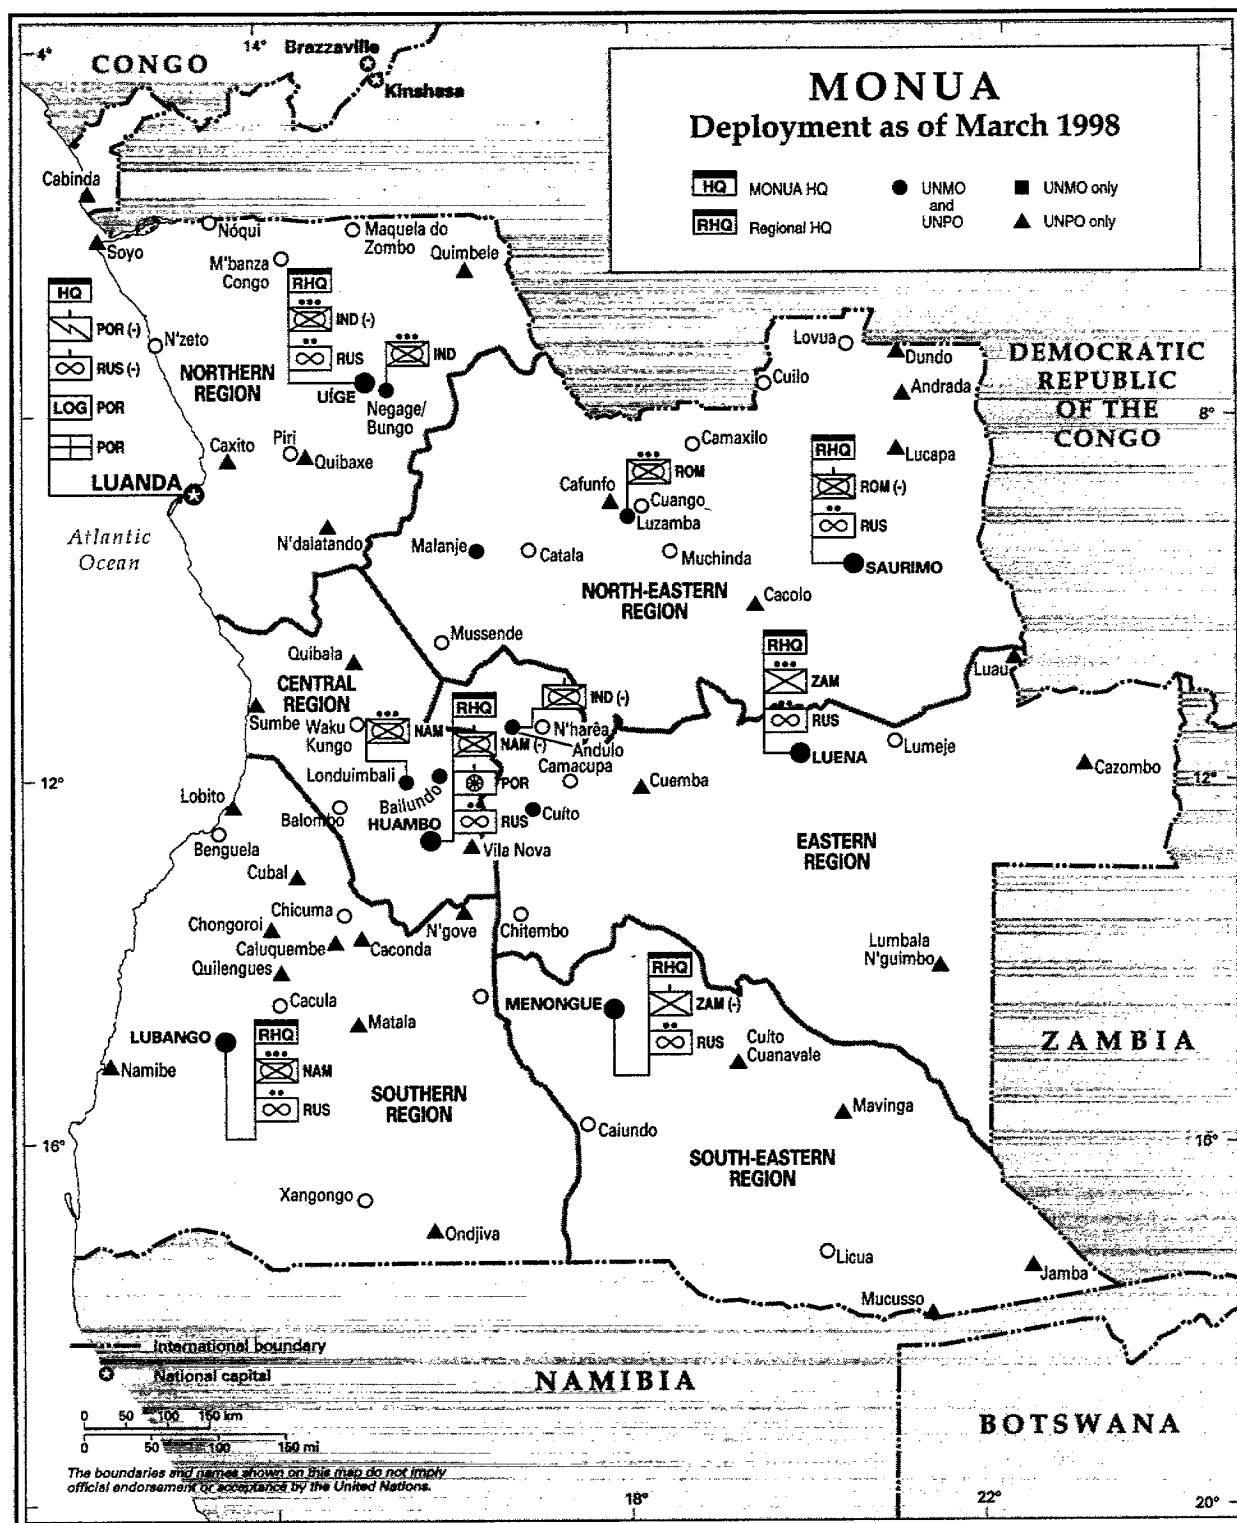 4°
14°
CONGO
Brazzaville
Kinshasa
MONUA
Deployment as of March 1998
HQ MONUA HQ
RHQ Regional HQ
UNMO
and
UNPO
UNMO only
UNPO only
Cabinda
Soyo
Nóqui
Maquela do
Zombo
M'banza
Congo
Quimbele
HQ
POR (-)
RUS (-)
LOG POR
POR
RHQ
IND (-)
RUS
IND
N'zeto
NORTHERN
REGION
UÍGE
Negage/
Bungo
Lovua
Dundo
Cuilo
Andrada
DEMOCRATIC
REPUBLIC
OF THE
CONGO
8°
Caxito
Piri
Quibaxe
LUANDA
Camaxilo
ROM
Cafunfo
Cuango
Luzamba
RHQ
ROM (-)
RUS
Lucapa
Atlantic
Ocean
N'dalatando
Malanje
Catala
Muchinda
SAURIMO
NORTH-EASTERN
REGION
Cacolo
Mussende
Quibala
CENTRAL
REGION
RHQ
ZAM
RUS
Luau
Sumbe
Waku
Kungo
NAM
RHQ
NAM (-)
POR
RUS
IND (-)
N'harêa
Andulo
Camacupa
LUENA
Lumeje
Cazombo
12°
12°
Londuimbali
Bailundo
Cuemba
Lobito
Balombo
HUAMBO
Cuíto
Benguela
Vila Nova
EASTERN
REGION
Cubal
Chicuma
Chongoroi
Caluquembe
Caconda
N'gove
Chitembo
Quilengues
Lumbala
N'guimbo
Cacula
MENONGUE
RHQ
ZAM (-)
RUS
LUBANGO
RHQ
NAM
RUS
Matala
Cuíto
Cuanavale
ZAMBIA
Namibe
SOUTHERN
REGION
Mavinga
Caiundo
16°
16°
SOUTH-EASTERN
REGION
Xangongo
Ondjiva
Licua
Jamba
Mucusso
International boundary
National capital
NAMIBIA
BOTSWANA
0 50 100 150 km
0 50 100 150 mi
The boundaries and names shown on this map do not imply
official endorsement or acceptance by the United Nations.
18°
22°
20°